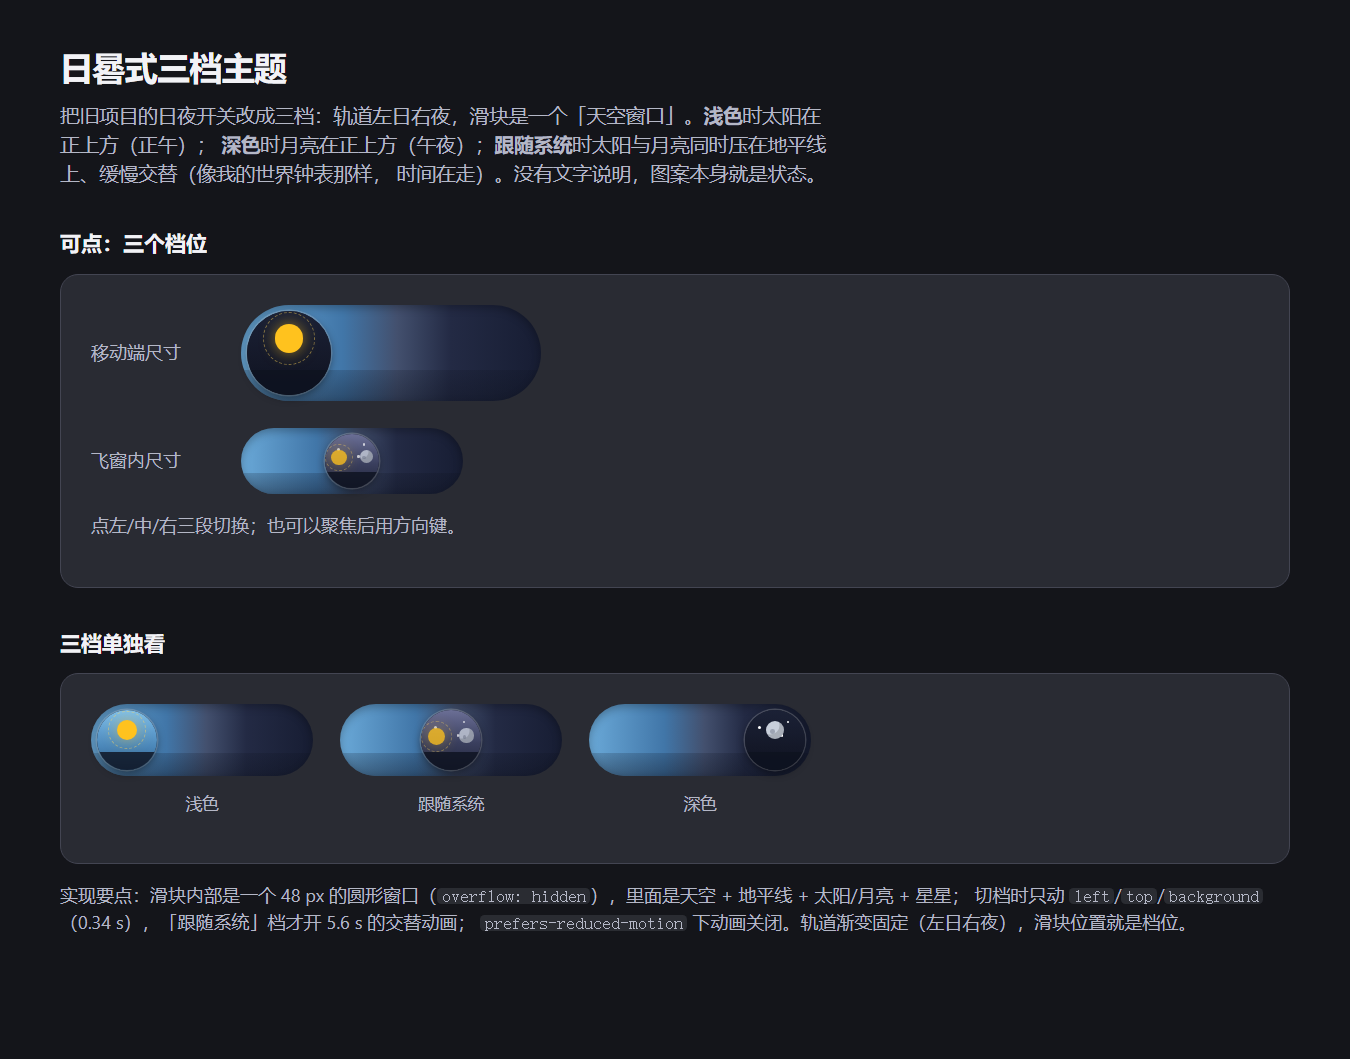 日晷式三档主题
把旧项目的日夜开关改成三档：轨道左日右夜，滑块是一个「天空窗口」。浅色时太阳在
正上方（正午）； 深色时月亮在正上方（午夜）；跟随系统时太阳与月亮同时压在地平线
上、缓慢交替（像我的世界钟表那样， 时间在走）。没有文字说明，图案本身就是状态。
可点：三个档位
移动端尺寸
飞窗内尺寸
点左/中/右三段切换；也可以聚焦后用方向键。
三档单独看
浅色
跟随系统
深色
实现要点：滑块内部是一个 48 px 的圆形窗口（overflow: hidden），里面是天空 + 地平线 + 太阳/月亮 + 星星； 切档时只动 left/top/background
（0.34 s），「跟随系统」档才开 5.6 s 的交替动画； prefers-reduced-motion 下动画关闭。轨道渐变固定（左日右夜），滑块位置就是档位。